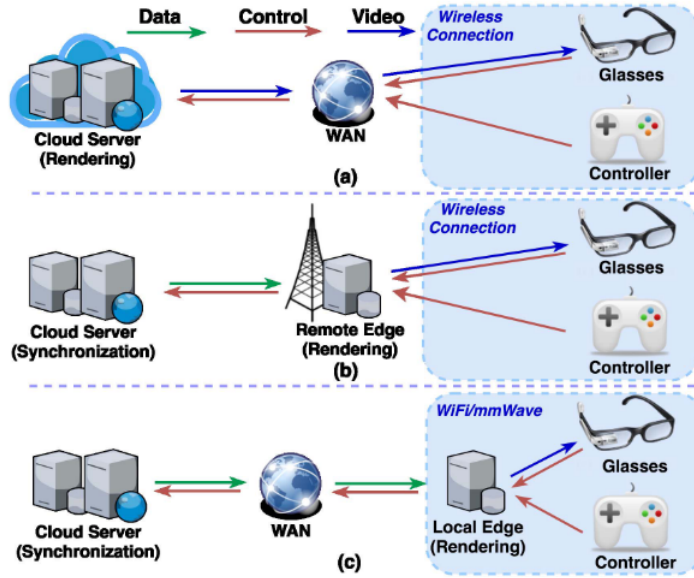 Data Control Video Wireless
Connection
Glasses
Cloud Server
(Rendering)
WAN
Controller
(a)
Wireless
Connection
Glasses
Cloud Server
(Synchronization)
Remote Edge
(Rendering)
Controller
(b)
WiFi/mmWave
Glasses
Cloud Server
(Synchronization)
WAN
Local Edge
(Rendering)
Controller
(c)